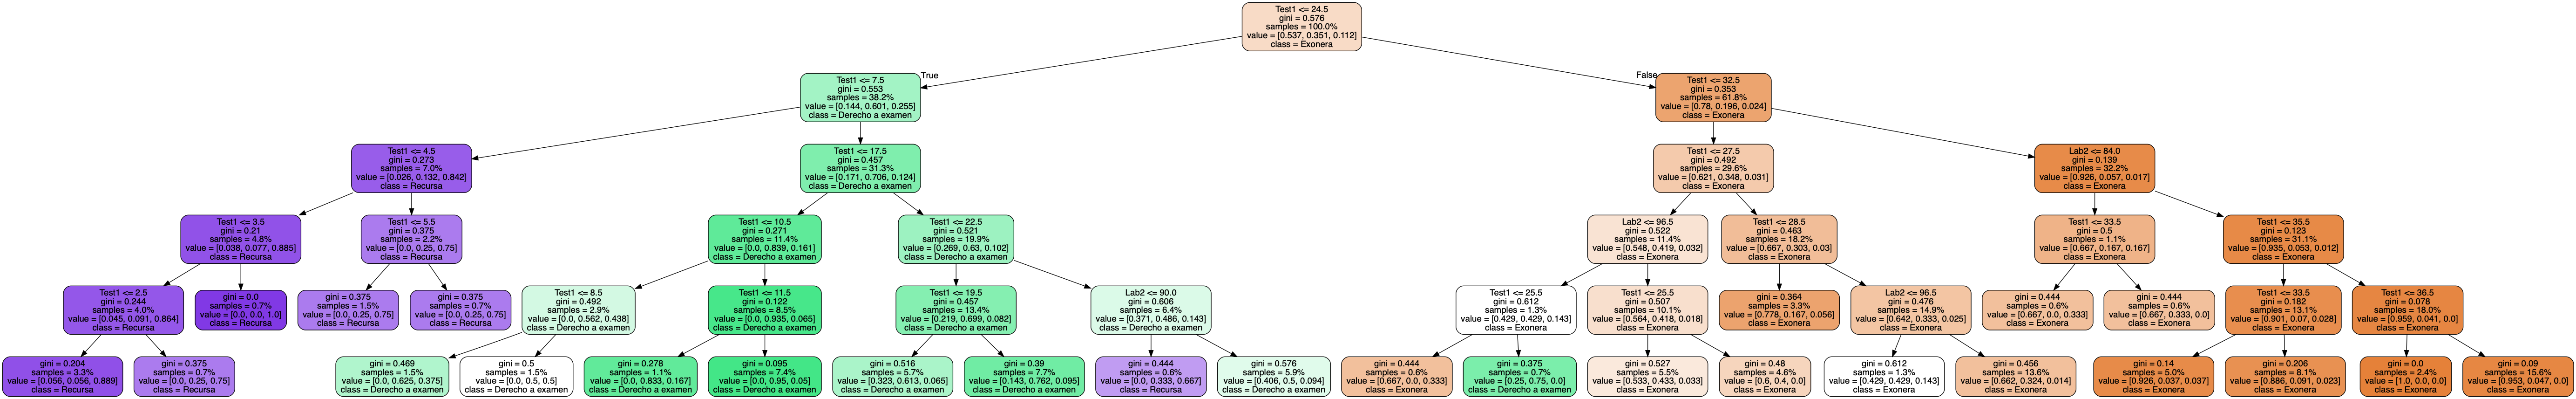 Test1 <= 24.5
gini = 0.576
samples = 100.0%
value = [0.537, 0.351, 0.112]
class = Exonera
True
False
Test1 <= 7.5
gini = 0.553
samples = 38.2%
value = [0.144, 0.601, 0.255]
class = Derecho a examen
Test1 <= 32.5
gini = 0.353
samples = 61.8%
value = [0.78, 0.196, 0.024]
class = Exonera
Test1 <= 4.5
gini = 0.273
samples = 7.0%
value = [0.026, 0.132, 0.842]
class = Recursa
Test1 <= 17.5
gini = 0.457
samples = 31.3%
value = [0.171, 0.706, 0.124]
class = Derecho a examen
Test1 <= 27.5
gini = 0.492
samples = 29.6%
value = [0.621, 0.348, 0.031]
class = Exonera
Lab2 <= 84.0
gini = 0.139
samples = 32.2%
value = [0.926, 0.057, 0.017]
class = Exonera
Test1 <= 3.5
gini = 0.21
samples = 4.8%
value = [0.038, 0.077, 0.885]
class = Recursa
Test1 <= 5.5
gini = 0.375
samples = 2.2%
value = [0.0, 0.25, 0.75]
class = Recursa
Test1 <= 10.5
gini = 0.271
samples = 11.4%
value = [0.0, 0.839, 0.161]
class = Derecho a examen
Test1 <= 22.5
gini = 0.521
samples = 19.9%
value = [0.269, 0.63, 0.102]
class = Derecho a examen
Lab2 <= 96.5
gini = 0.522
samples = 11.4%
value = [0.548, 0.419, 0.032]
class = Exonera
Test1 <= 28.5
gini = 0.463
samples = 18.2%
value = [0.667, 0.303, 0.03]
class = Exonera
Test1 <= 33.5
gini = 0.5
samples = 1.1%
value = [0.667, 0.167, 0.167]
class = Exonera
Test1 <= 35.5
gini = 0.123
samples = 31.1%
value = [0.935, 0.053, 0.012]
class = Exonera
Test1 <= 2.5
gini = 0.244
samples = 4.0%
value = [0.045, 0.091, 0.864]
class = Recursa
gini = 0.0
samples = 0.7%
value = [0.0, 0.0, 1.0]
class = Recursa
gini = 0.375
samples = 1.5%
value = [0.0, 0.25, 0.75]
class = Recursa
gini = 0.375
samples = 0.7%
value = [0.0, 0.25, 0.75]
class = Recursa
Test1 <= 8.5
gini = 0.492
samples = 2.9%
value = [0.0, 0.562, 0.438]
class = Derecho a examen
Test1 <= 11.5
gini = 0.122
samples = 8.5%
value = [0.0, 0.935, 0.065]
class = Derecho a examen
Test1 <= 19.5
gini = 0.457
samples = 13.4%
value = [0.219, 0.699, 0.082]
class = Derecho a examen
Lab2 <= 90.0
gini = 0.606
samples = 6.4%
value = [0.371, 0.486, 0.143]
class = Derecho a examen
Test1 <= 25.5
gini = 0.612
samples = 1.3%
value = [0.429, 0.429, 0.143]
class = Exonera
Test1 <= 25.5
gini = 0.507
samples = 10.1%
value = [0.564, 0.418, 0.018]
class = Exonera
gini = 0.364
samples = 3.3%
value = [0.778, 0.167, 0.056]
class = Exonera
Lab2 <= 96.5
gini = 0.476
samples = 14.9%
value = [0.642, 0.333, 0.025]
class = Exonera
gini = 0.444
samples = 0.6%
value = [0.667, 0.0, 0.333]
class = Exonera
gini = 0.444
samples = 0.6%
value = [0.667, 0.333, 0.0]
class = Exonera
Test1 <= 33.5
gini = 0.182
samples = 13.1%
value = [0.901, 0.07, 0.028]
class = Exonera
Test1 <= 36.5
gini = 0.078
samples = 18.0%
value = [0.959, 0.041, 0.0]
class = Exonera
gini = 0.204
samples = 3.3%
value = [0.056, 0.056, 0.889]
class = Recursa
gini = 0.375
samples = 0.7%
value = [0.0, 0.25, 0.75]
class = Recursa
gini = 0.469
samples = 1.5%
value = [0.0, 0.625, 0.375]
class = Derecho a examen
gini = 0.5
samples = 1.5%
value = [0.0, 0.5, 0.5]
class = Derecho a examen
gini = 0.278
samples = 1.1%
value = [0.0, 0.833, 0.167]
class = Derecho a examen
gini = 0.095
samples = 7.4%
value = [0.0, 0.95, 0.05]
class = Derecho a examen
gini = 0.516
samples = 5.7%
value = [0.323, 0.613, 0.065]
class = Derecho a examen
gini = 0.39
samples = 7.7%
value = [0.143, 0.762, 0.095]
class = Derecho a examen
gini = 0.444
samples = 0.6%
value = [0.0, 0.333, 0.667]
class = Recursa
gini = 0.576
samples = 5.9%
value = [0.406, 0.5, 0.094]
class = Derecho a examen
gini = 0.444
samples = 0.6%
value = [0.667, 0.0, 0.333]
class = Exonera
gini = 0.375
samples = 0.7%
value = [0.25, 0.75, 0.0]
class = Derecho a examen
gini = 0.527
samples = 5.5%
value = [0.533, 0.433, 0.033]
class = Exonera
gini = 0.48
samples = 4.6%
value = [0.6, 0.4, 0.0]
class = Exonera
gini = 0.612
samples = 1.3%
value = [0.429, 0.429, 0.143]
class = Exonera
gini = 0.456
samples = 13.6%
value = [0.662, 0.324, 0.014]
class = Exonera
gini = 0.14
samples = 5.0%
value = [0.926, 0.037, 0.037]
class = Exonera
gini = 0.206
samples = 8.1%
value = [0.886, 0.091, 0.023]
class = Exonera
gini = 0.0
samples = 2.4%
value = [1.0, 0.0, 0.0]
class = Exonera
gini = 0.09
samples = 15.6%
value = [0.953, 0.047, 0.0]
class = Exonera